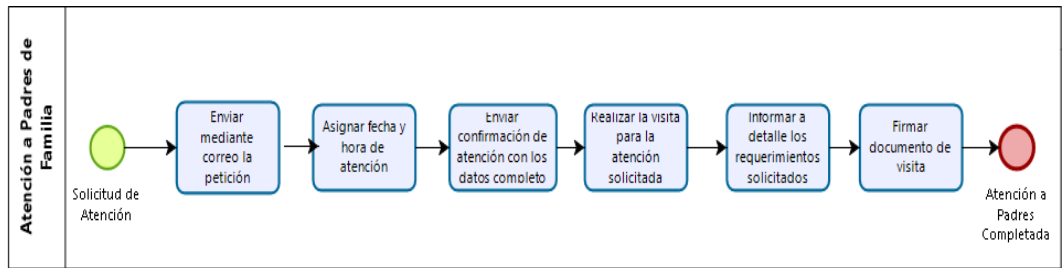 Atención a Padres de
Familia
Solicitud de
Atención
Enviar
mediante
correo la
petición
Asignar fecha y
hora de
atención
Enviar
confirmación de
atención con los
datos completo
Realizar la visita
para la
atención
solicitada
Informar a
detalle los
requerimientos
solicitados
Firmar
documento de
visita
Atención a
Padres
Completada